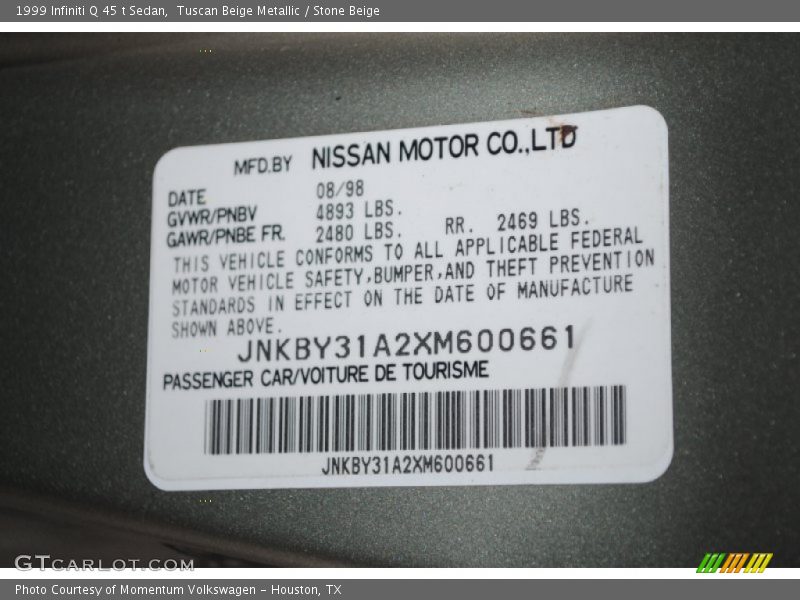 1999 Infiniti Q 45 t Sedan, Tuscan Beige Metallic / Stone Beige
MFD.BY NISSAN MOTOR CO.,LTD
DATE 08/98
GVWR/PNBV 4893 LBS.
GAWR/PNBE FR. 2480 LBS. RR. 2469 LBS.
THIS VEHICLE CONFORMS TO ALL APPLICABLE FEDERAL
MOTOR VEHICLE SAFETY,BUMPER,AND THEFT PREVENTION
STANDARDS IN EFFECT ON THE DATE OF MANUFACTURE
SHOWN ABOVE.
JNKBY31A2XM600661
PASSENGER CAR/VOITURE DE TOURISME
JNKBY31A2XM600661
GTCARLOT.COM
Photo Courtesy of Momentum Volkswagen - Houston, TX